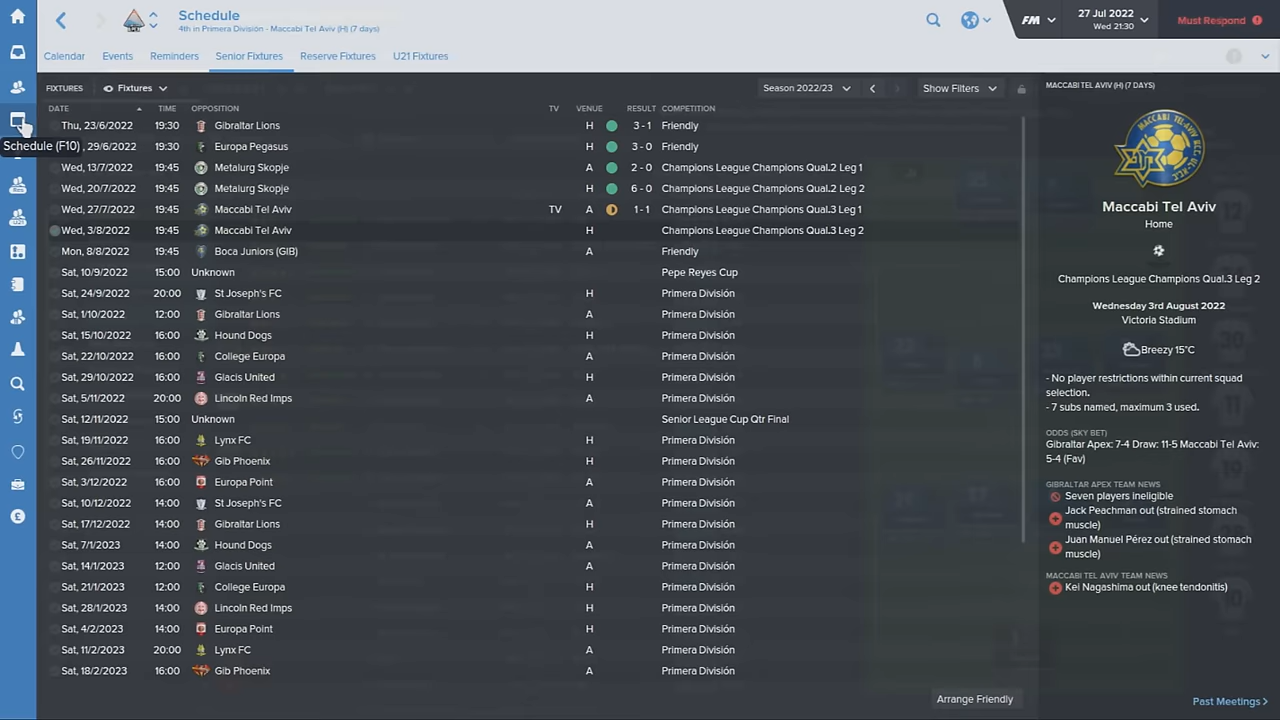 Schedule
4th in Primera División - Maccabi Tel Aviv (H) (7 days)
FM
27 Jul 2022
Wed 21:30
Must Respond
Calendar Events Reminders Senior Fixtures Reserve Fixtures U21 Fixtures
FIXTURES Fixtures Season 2022/23 Show Filters
DATE TIME OPPOSITION TV VENUE RESULT COMPETITION
Thu, 23/6/2022 19:30 Gibraltar Lions H 3 - 1 Friendly
Schedule (F10)
, 29/6/2022 19:30 Europa Pegasus H 3 - 0 Friendly
Wed, 13/7/2022 19:45 Metalurg Skopje A 2 - 0 Champions League Champions Qual.2 Leg 1
Wed, 20/7/2022 19:45 Metalurg Skopje H 6 - 0 Champions League Champions Qual.2 Leg 2
Wed, 27/7/2022 19:45 Maccabi Tel Aviv TV A 1 - 1 Champions League Champions Qual.3 Leg 1
Wed, 3/8/2022 19:45 Maccabi Tel Aviv H Champions League Champions Qual.3 Leg 2
Mon, 8/8/2022 19:45 Boca Juniors (GIB) A Friendly
Sat, 10/9/2022 15:00 Unknown Pepe Reyes Cup
Sat, 24/9/2022 20:00 St Joseph's FC H Primera División
Sat, 1/10/2022 12:00 Gibraltar Lions A Primera División
Sat, 15/10/2022 16:00 Hound Dogs H Primera División
Sat, 22/10/2022 16:00 College Europa A Primera División
Sat, 29/10/2022 16:00 Glacis United H Primera División
Sat, 5/11/2022 20:00 Lincoln Red Imps A Primera División
Sat, 12/11/2022 15:00 Unknown Senior League Cup Qtr Final
Sat, 19/11/2022 16:00 Lynx FC H Primera División
Sat, 26/11/2022 16:00 Gib Phoenix H Primera División
Sat, 3/12/2022 16:00 Europa Point A Primera División
Sat, 10/12/2022 14:00 St Joseph's FC A Primera División
Sat, 17/12/2022 14:00 Gibraltar Lions H Primera División
Sat, 7/1/2023 14:00 Hound Dogs A Primera División
Sat, 14/1/2023 12:00 Glacis United A Primera División
Sat, 21/1/2023 12:00 College Europa H Primera División
Sat, 28/1/2023 14:00 Lincoln Red Imps H Primera División
Sat, 4/2/2023 14:00 Europa Point H Primera División
Sat, 11/2/2023 20:00 Lynx FC A Primera División
Sat, 18/2/2023 16:00 Gib Phoenix A Primera División
Arrange Friendly
MACCABI TEL AVIV (H) (7 DAYS)
MACCABI TEL-AVIV
Maccabi Tel Aviv
Home
Champions League Champions Qual.3 Leg 2
Wednesday 3rd August 2022
Victoria Stadium
Breezy 15°C
- No player restrictions within current squad
selection.
- 7 subs named, maximum 3 used.
ODDS (SKY BET)
Gibraltar Apex: 7-4 Draw: 11-5 Maccabi Tel Aviv:
5-4 (Fav)
GIBRALTAR APEX TEAM NEWS
Seven players ineligible
Jack Peachman out (strained stomach
muscle)
Juan Manuel Pérez out (strained stomach
muscle)
MACCABI TEL AVIV TEAM NEWS
Kei Nagashima out (knee tendonitis)
Past Meetings >